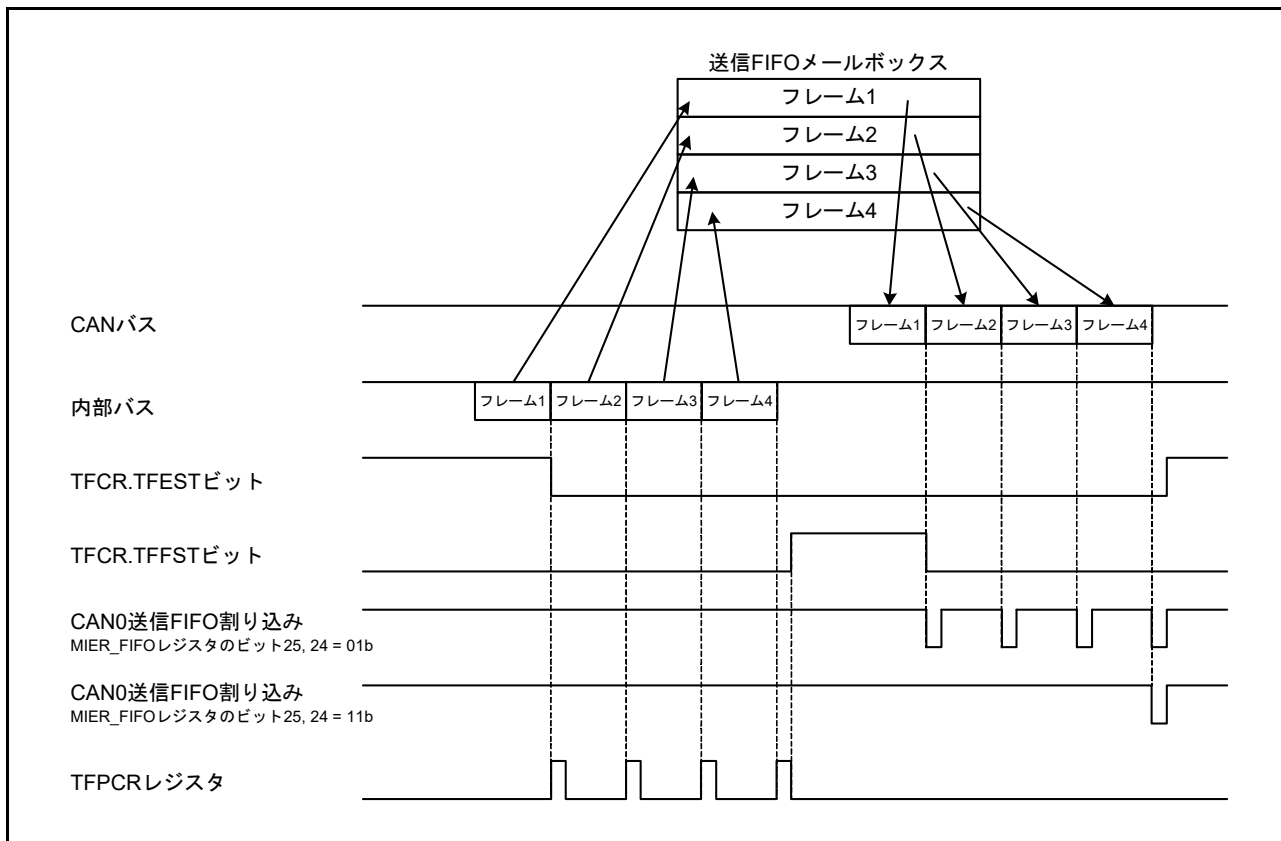 送信FIFOメールボックス
フレーム1
フレーム2
フレーム3
フレーム4
CANバス
フレーム1 フレーム2 フレーム3 フレーム4
内部バス
フレーム1 フレーム2 フレーム3 フレーム4
TFCR.TFESTビット
TFCR.TFFSTビット
CAN0送信FIFO割り込み
MIER_FIFOレジスタのビット25, 24 = 01b
CAN0送信FIFO割り込み
MIER_FIFOレジスタのビット25, 24 = 11b
TFPCRレジスタ